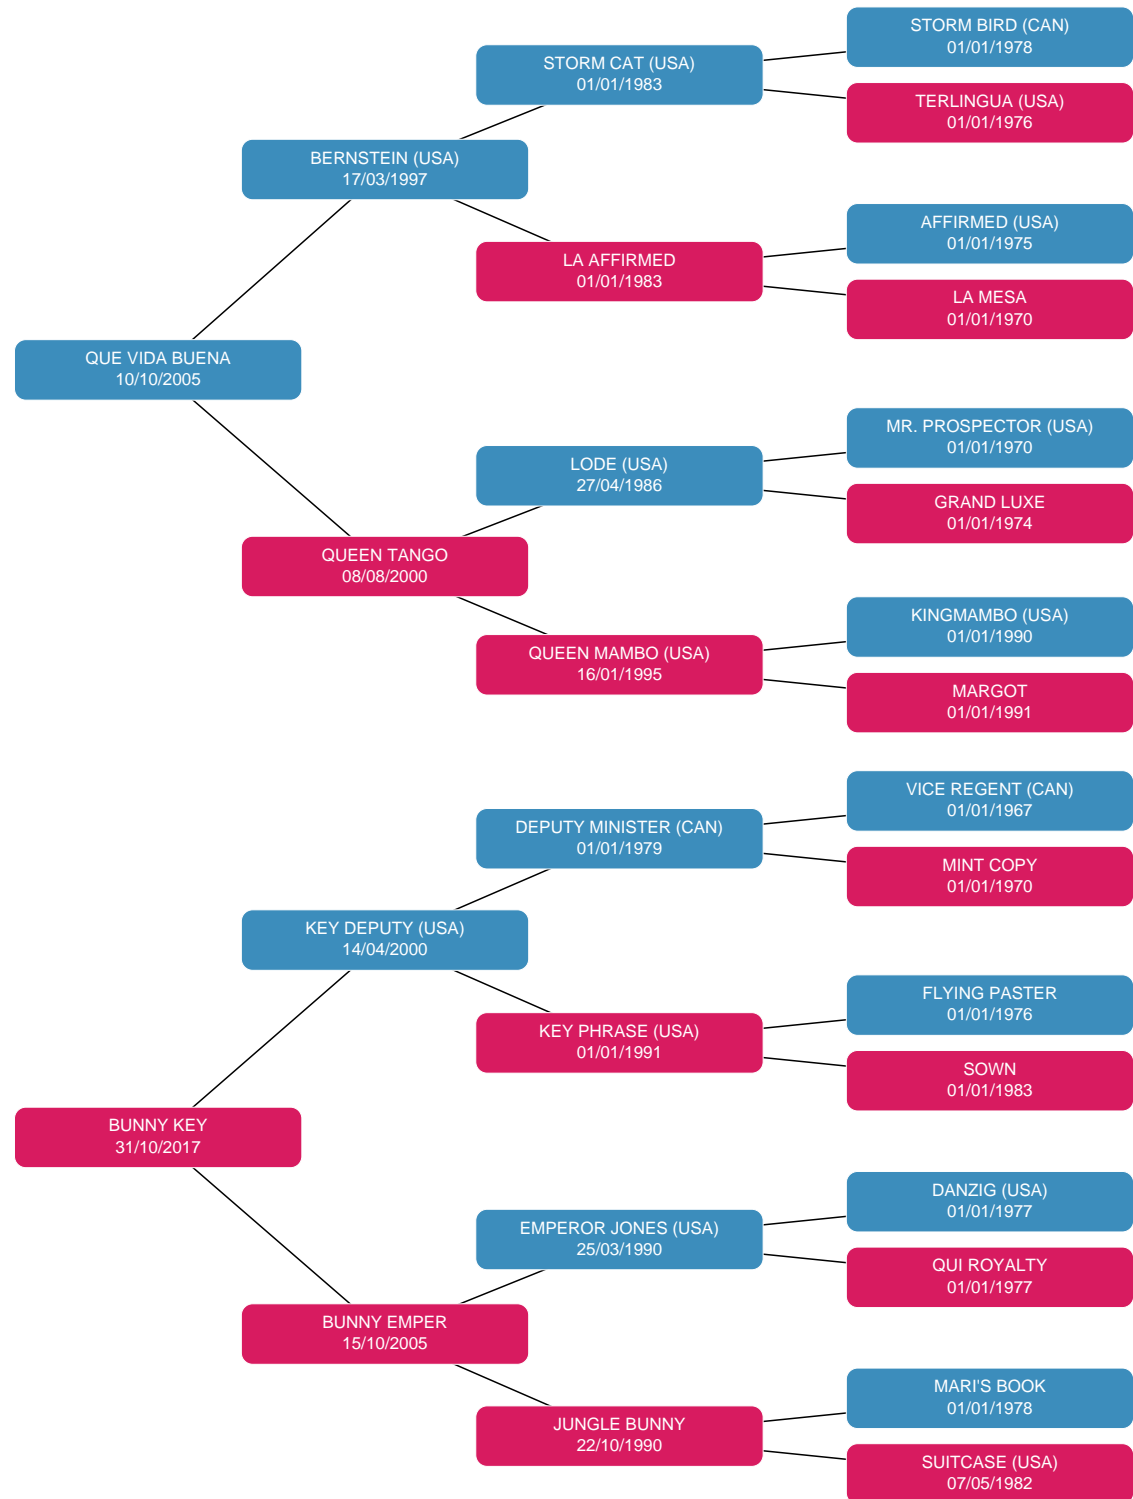 STORM BIRD (CAN)
01/01/1978
STORM CAT (USA)
01/01/1983
TERLINGUA (USA)
01/01/1976
BERNSTEIN (USA)
17/03/1997
AFFIRMED (USA)
01/01/1975
LA AFFIRMED
01/01/1983
LA MESA
01/01/1970
QUE VIDA BUENA
10/10/2005
MR. PROSPECTOR (USA)
01/01/1970
LODE (USA)
27/04/1986
GRAND LUXE
01/01/1974
QUEEN TANGO
08/08/2000
KINGMAMBO (USA)
01/01/1990
QUEEN MAMBO (USA)
16/01/1995
MARGOT
01/01/1991
VICE REGENT (CAN)
01/01/1967
DEPUTY MINISTER (CAN)
01/01/1979
MINT COPY
01/01/1970
KEY DEPUTY (USA)
14/04/2000
FLYING PASTER
01/01/1976
KEY PHRASE (USA)
01/01/1991
SOWN
01/01/1983
BUNNY KEY
31/10/2017
DANZIG (USA)
01/01/1977
EMPEROR JONES (USA)
25/03/1990
QUI ROYALTY
01/01/1977
BUNNY EMPER
15/10/2005
MARI'S BOOK
01/01/1978
JUNGLE BUNNY
22/10/1990
SUITCASE (USA)
07/05/1982